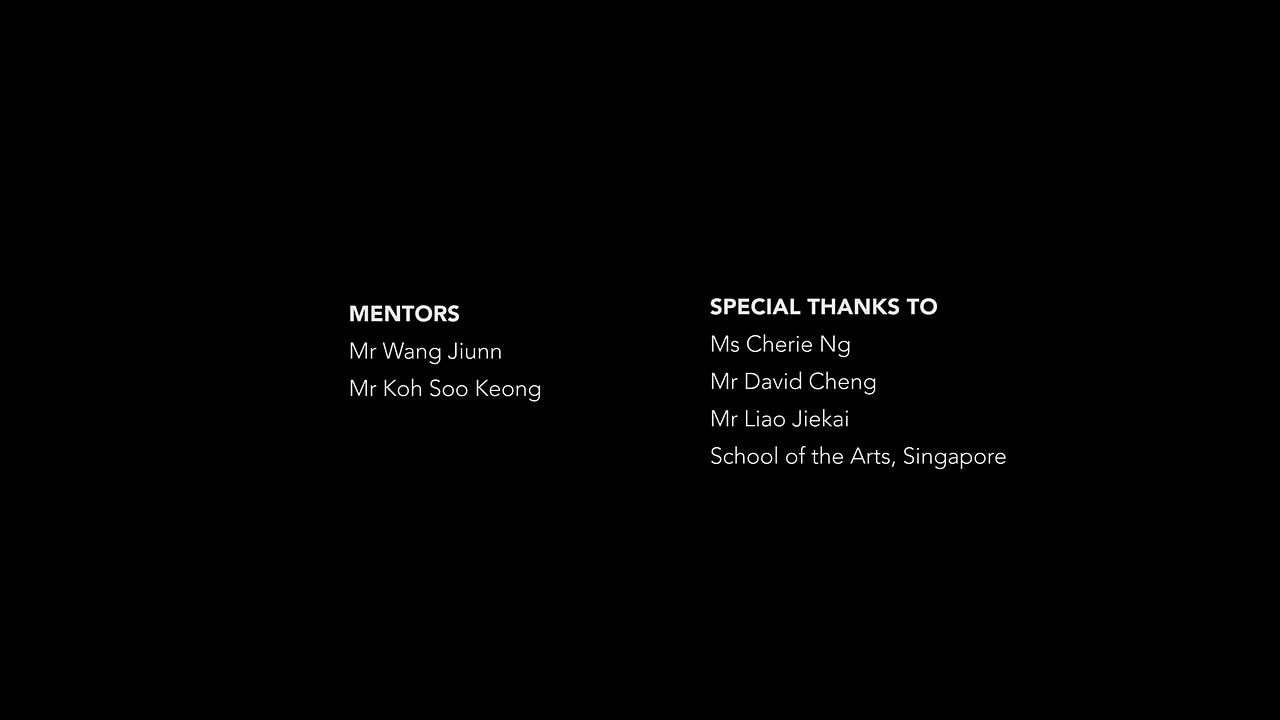 MENTORS
Mr Wang Jiunn
Mr Koh Soo Keong
SPECIAL THANKS TO
Ms Cherie Ng
Mr David Cheng
Mr Liao Jiekai
School of the Arts, Singapore